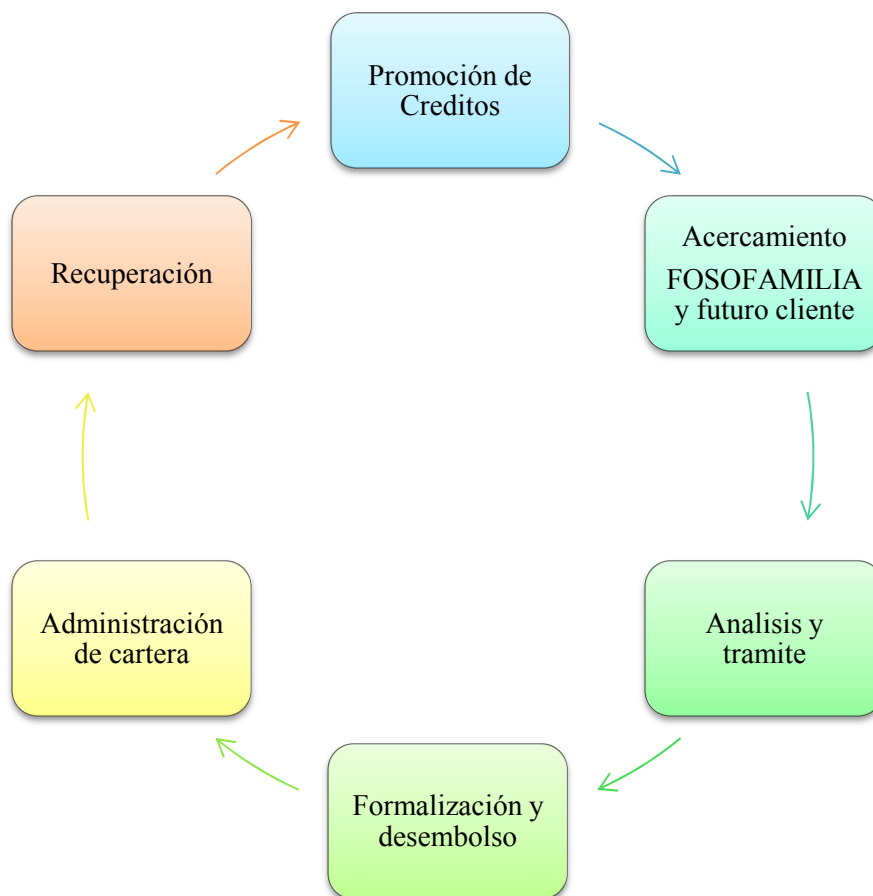 Promoción de
Creditos
Acercamiento
FOSOFAMILIA
y futuro cliente
Analisis y
tramite
Formalización y
desembolso
Administración
de cartera
Recuperación